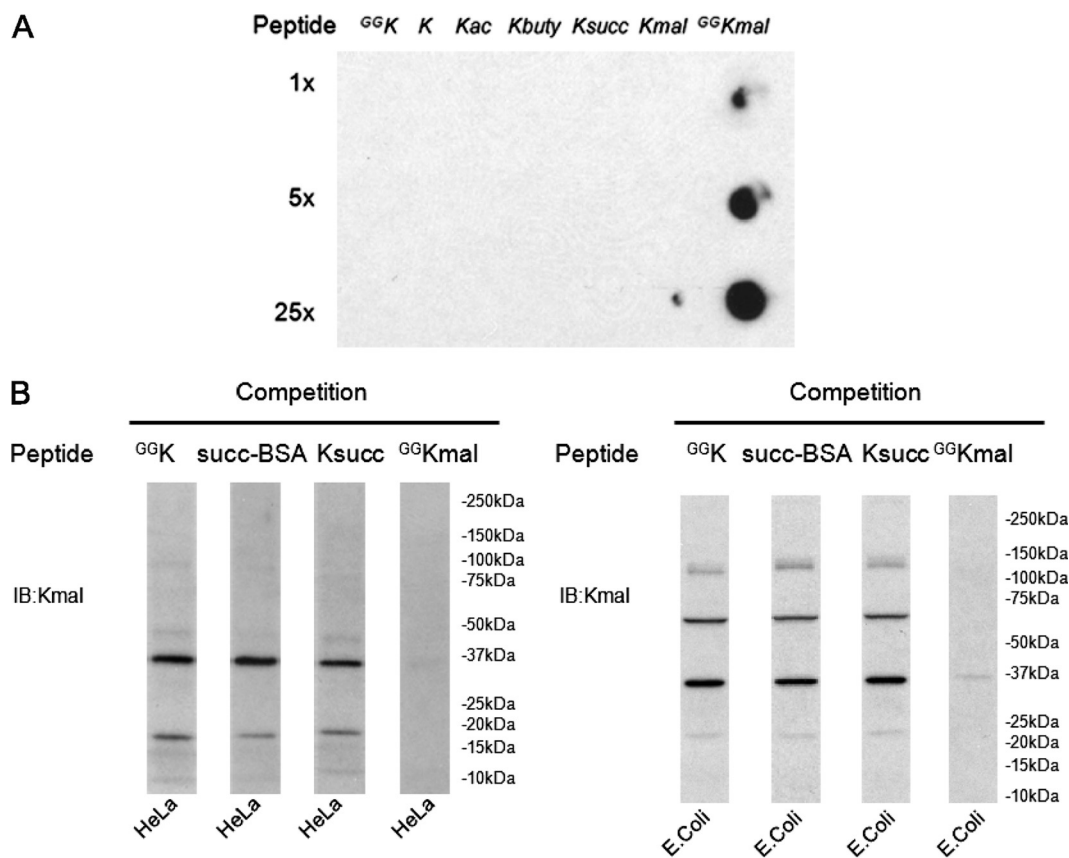 A
Peptide GGK K Kac Kbuty Ksucc Kmal GGKmal
1x
5x
25x
B
Competition
Peptide GGK succ-BSA Ksucc GGKmal
IB:Kmal
-250kDa
-150kDa
-100kDa
-75kDa
-50kDa
-37kDa
-25kDa
-20kDa
-15kDa
-10kDa
HeLa HeLa HeLa HeLa
Competition
Peptide GGK succ-BSA Ksucc GGKmal
IB:Kmal
-250kDa
-150kDa
-100kDa
-75kDa
-50kDa
-37kDa
-25kDa
-20kDa
-15kDa
-10kDa
E.Coli E.Coli E.Coli E.Coli